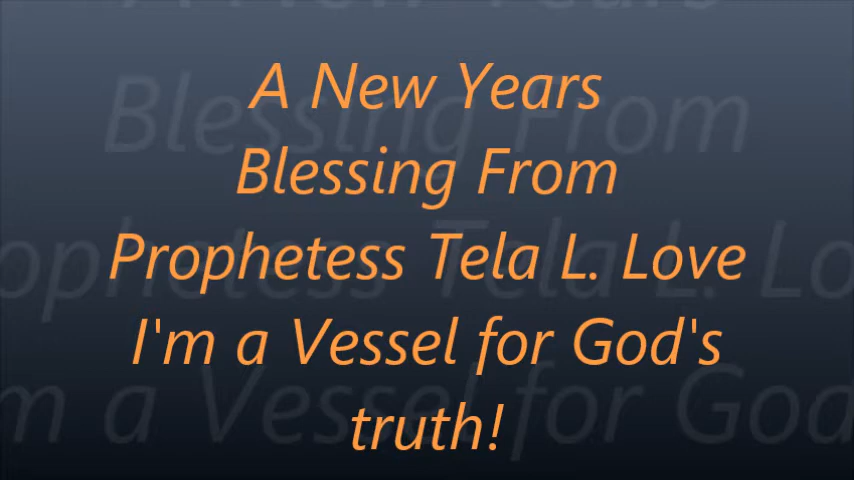 A New Years
Blessing From
Prophetess Tela L. Love
I'm a Vessel for God's
truth!